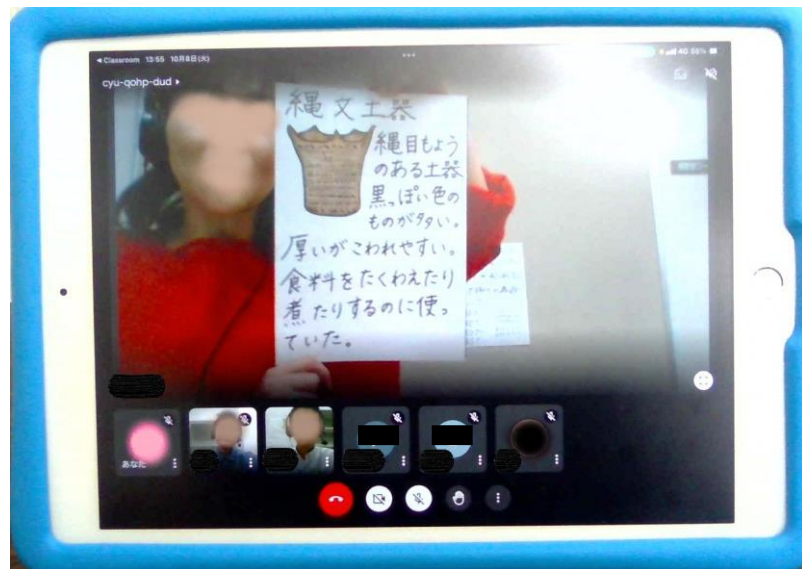 Classroom 13:55 10月8日(火)
4G 55%
cyu-qohp-dud
縄文土器
縄目もよう
のある土器
黒っぽい色の
ものが多い。
厚いがこわれやすい。
食料をたくわえたり
煮たりするのに使っ
ていた。
あなた